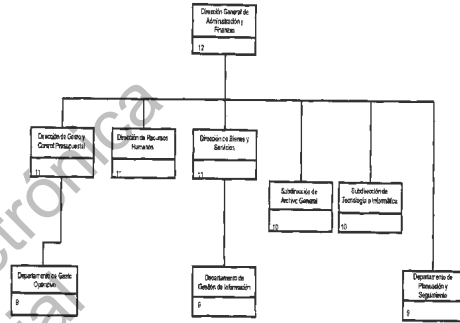 Dirección General de
Administración y
Finanzas
12
Dirección de Gasto y
Control Presupuestal
11
Dirección de Recursos
Humanos
11
Dirección de Bienes y
Servicios
11
Subdirección de
Archivo General
10
Subdirección de
Tecnología e Informática
10
Departamento de Gasto
Operativo
9
Departamento de
Gestión de Información
9
Departamento de
Planeación y
Seguimiento
9